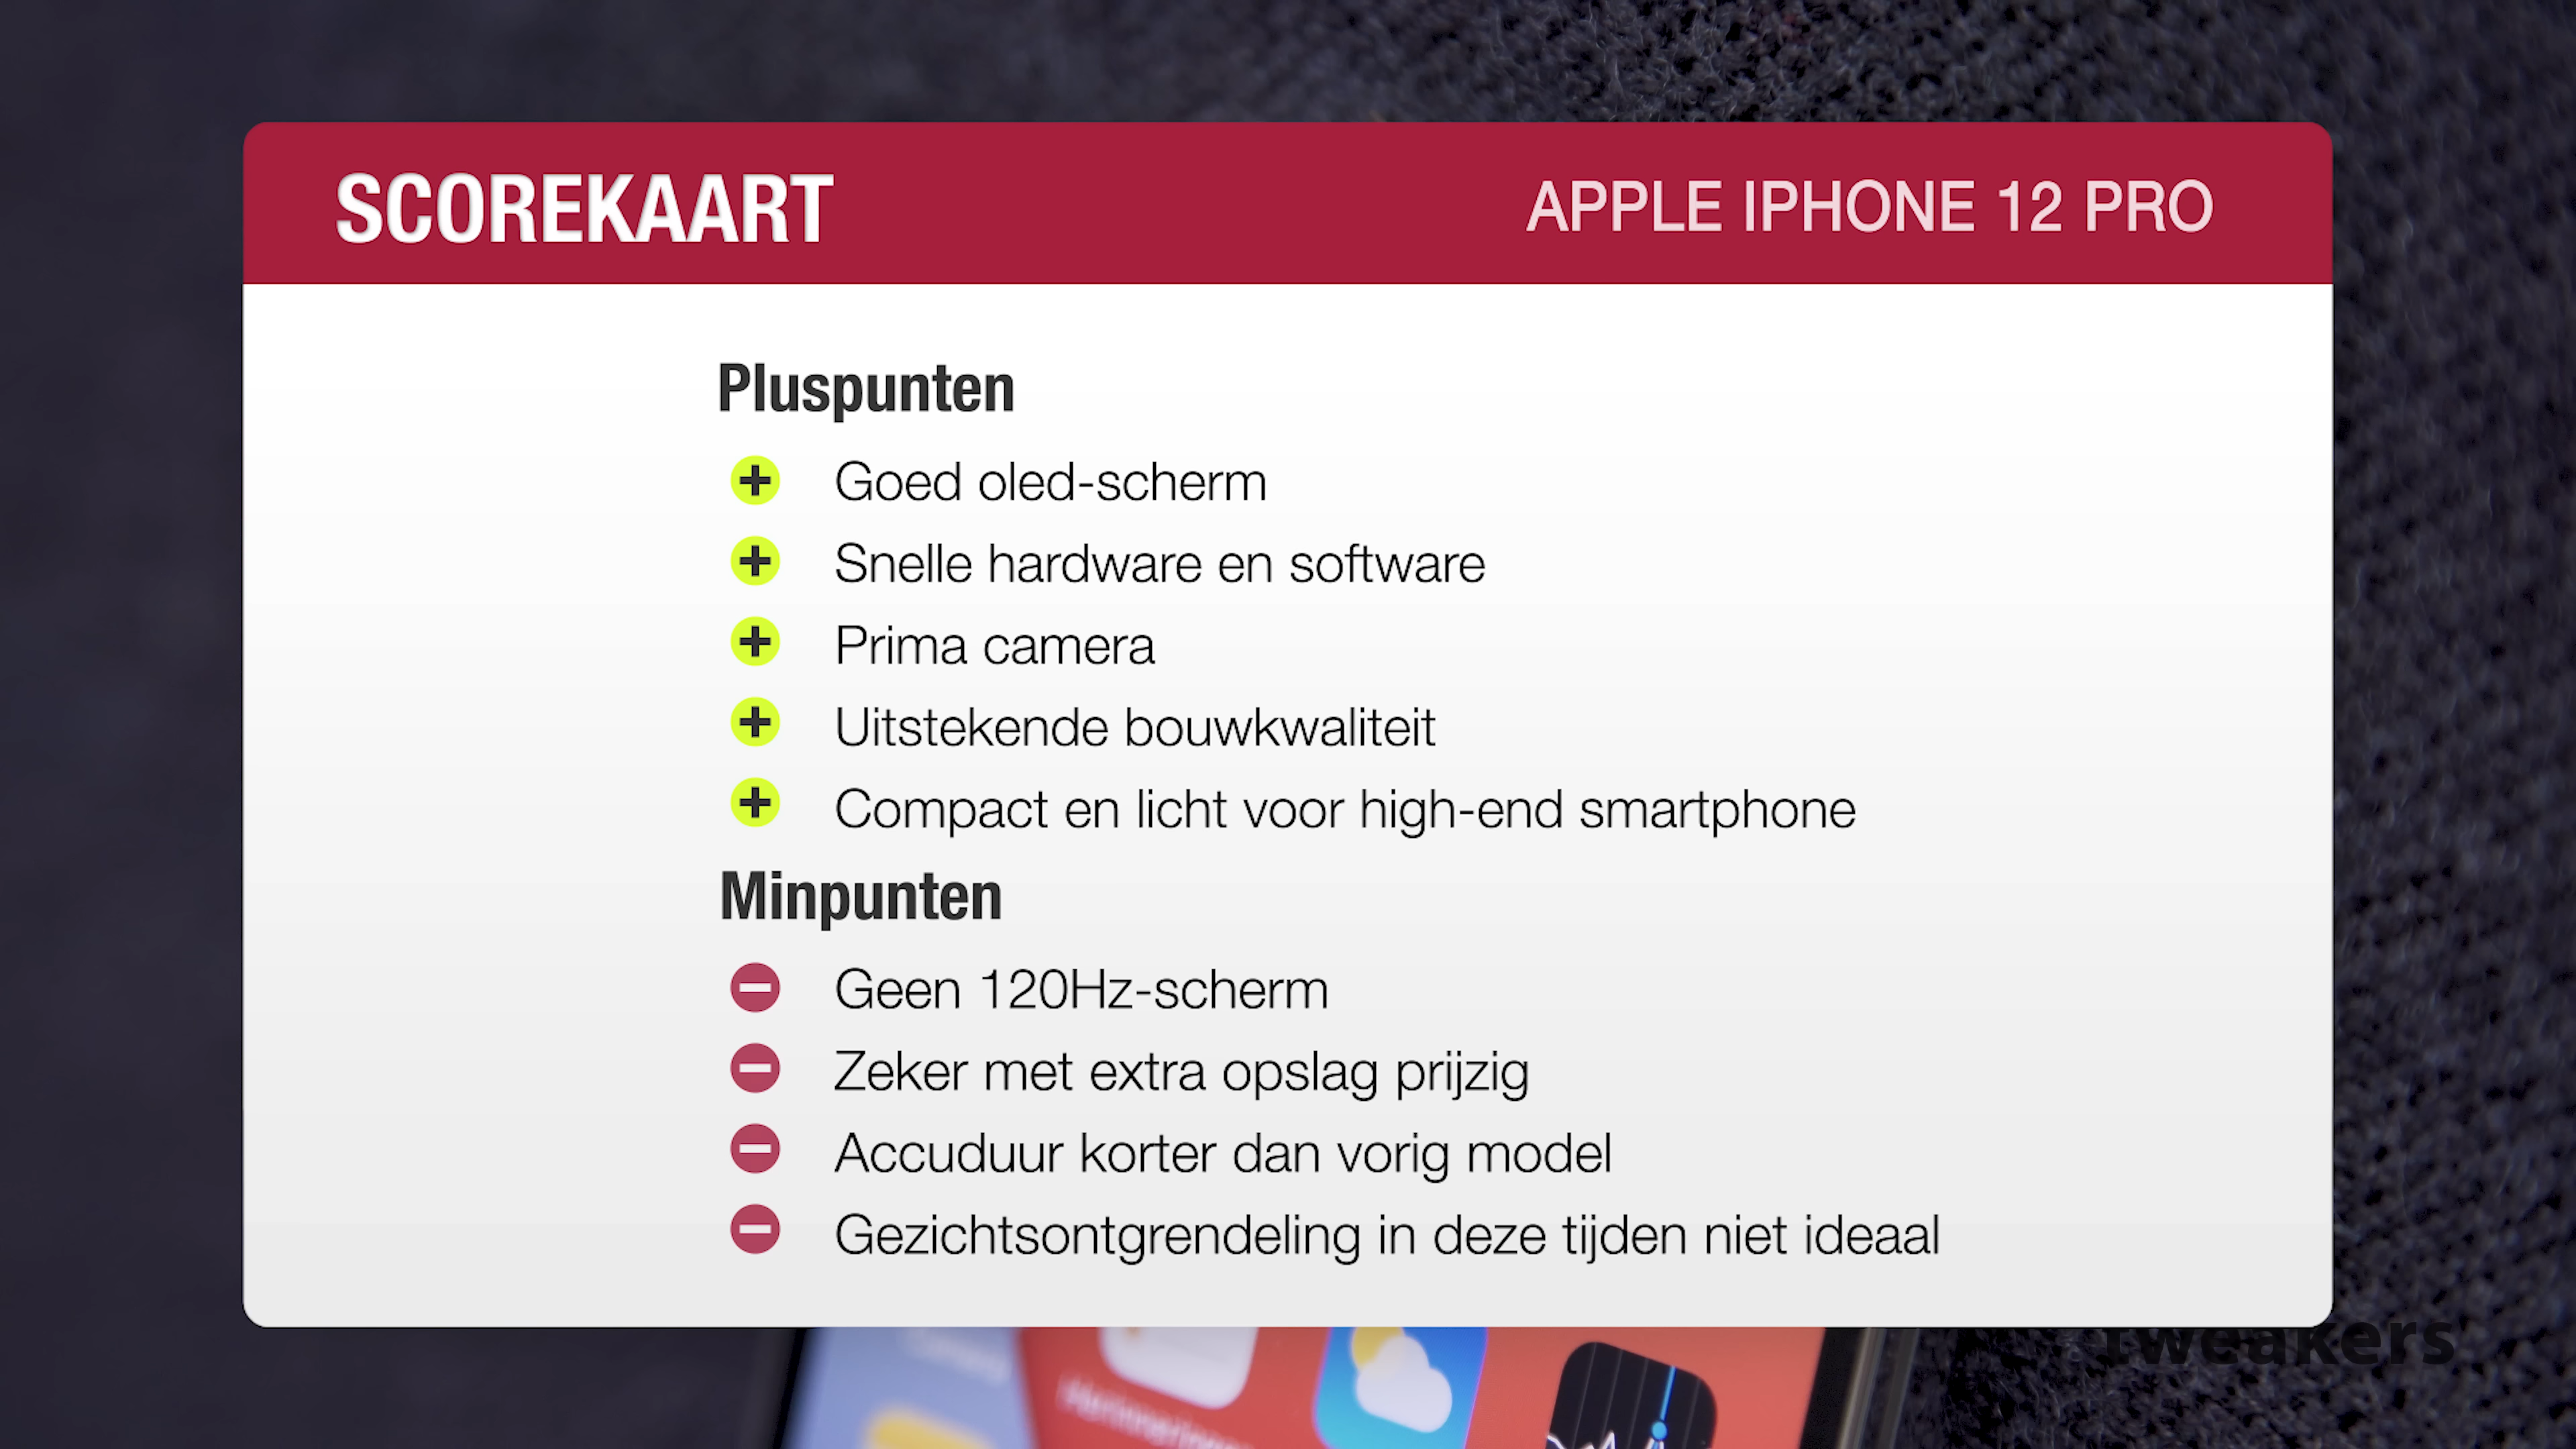 SCOREKAART
APPLE IPHONE 12 PRO
Pluspunten
Goed oled-scherm
Snelle hardware en software
Prima camera
Uitstekende bouwkwaliteit
Compact en licht voor high-end smartphone
Minpunten
Geen 120Hz-scherm
Zeker met extra opslag prijzig
Accuduur korter dan vorig model
Gezichtsontgrendeling in deze tijden niet ideaal
tweakers